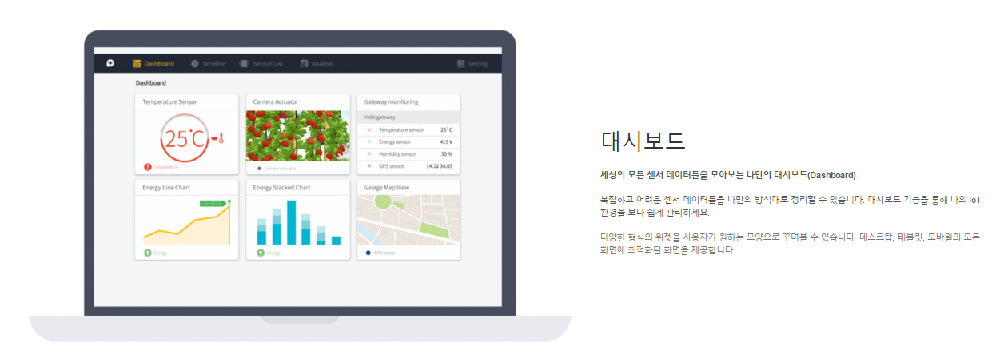 Dashboard
Timeline
Sensor List
Analysis
Setting
Dashboard
Temperature Sensor
25°C
Temperature
Camera Actuator
Camera Actuator
Gateway monitoring
Hello gateway
Temperature sensor 25˚C
Energy sensor 415 V
Humidity sensor 30 %
GPS sensor 14.12 30.65
Energy Line Chart
Energy
Energy Stacked Chart
Energy
Garage Map View
GPS sensor
대시보드
세상의 모든 센서 데이터들을 모아보는 나만의 대시보드(Dashboard)
복잡하고 어려운 센서 데이터들을 나만의 방식대로 정리할 수 있습니다. 대시보드 기능을 통해 나의 IoT
환경을 보다 쉽게 관리하세요.
다양한 형식의 위젯을 사용자가 원하는 모양으로 꾸며볼 수 있습니다. 데스크탑, 태블릿, 모바일의 모든
화면에 최적화된 화면을 제공합니다.